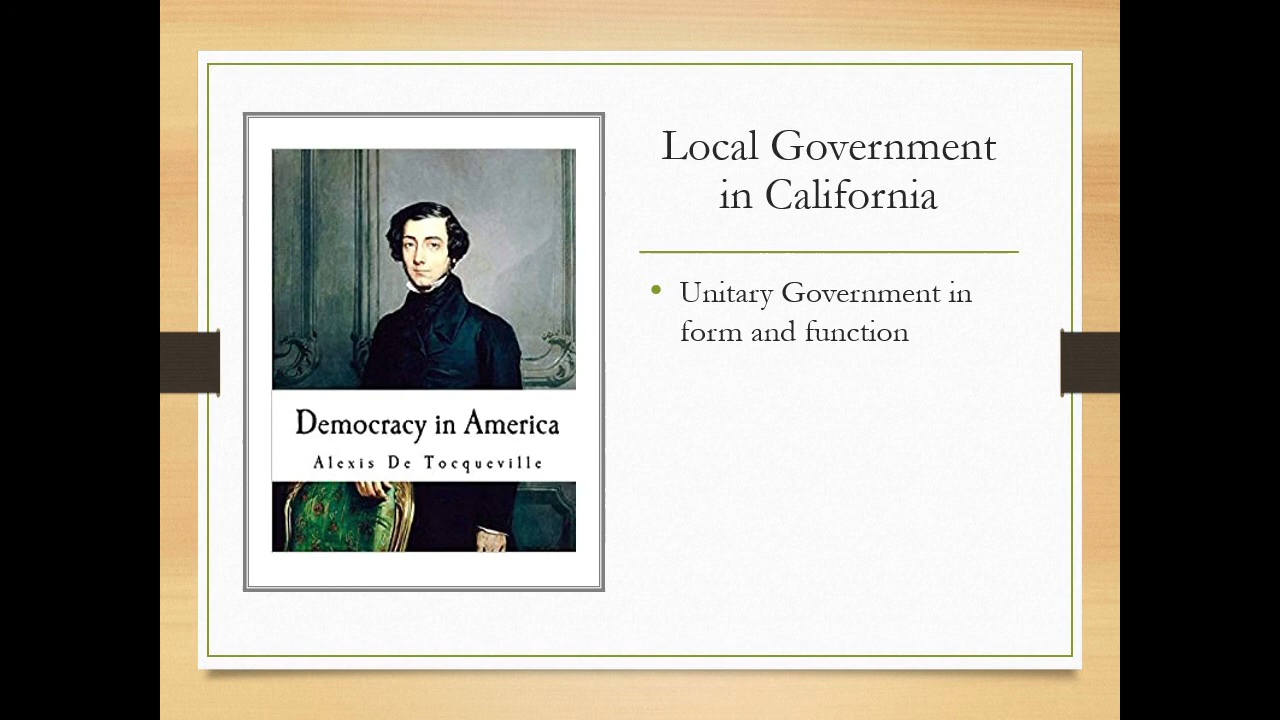 Local Government
in California
Unitary Government in
form and function
Democracy in America
Alexis De Tocqueville